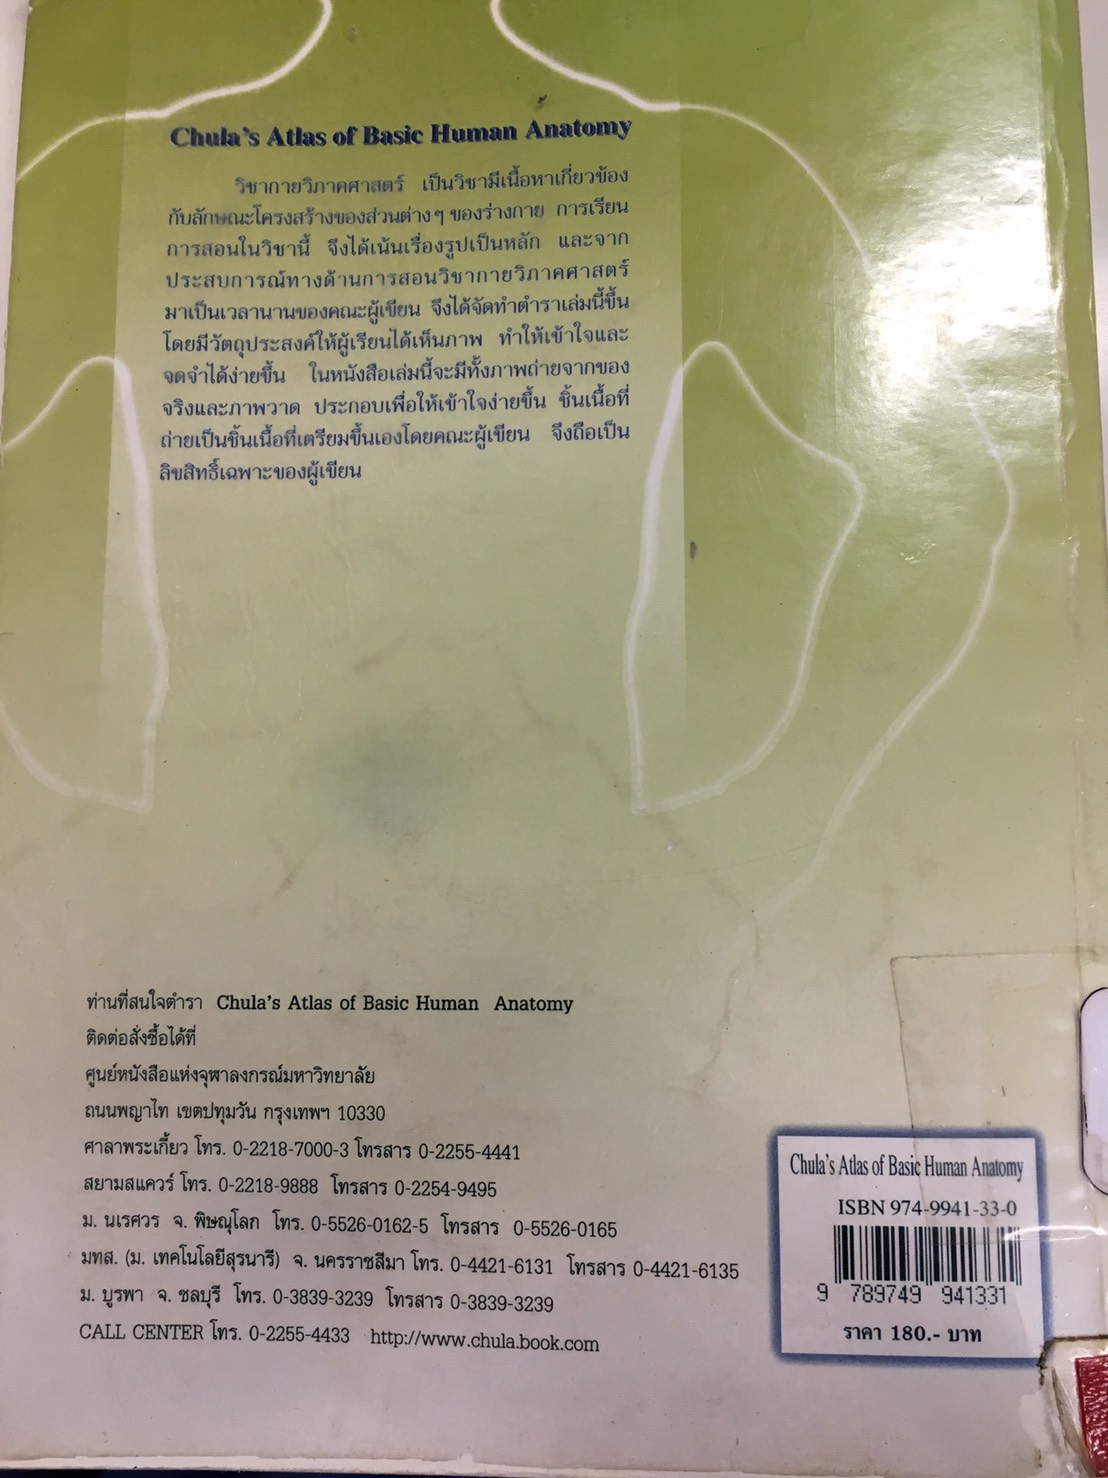 Chula's Atlas of Basic Human Anatomy
วิชากายวิภาคศาสตร์ เป็นวิชามีเนื้อหาเกี่ยวข้อง
กับลักษณะโครงสร้างของส่วนต่างๆ ของร่างกาย การเรียน
การสอนในวิชานี้ จึงได้เน้นเรื่องรูปเป็นหลัก และจาก
ประสบการณ์ทางด้านการสอนวิชากายวิภาคศาสตร์
มาเป็นเวลานานของคณะผู้เขียน จึงได้จัดทำตำราเล่มนี้ขึ้น
โดยมีวัตถุประสงค์ให้ผู้เรียนได้เห็นภาพ ทำให้เข้าใจและ
จดจำได้ง่ายขึ้น ในหนังสือเล่มนี้จะมีทั้งภาพถ่ายจากของ
จริงและภาพวาด ประกอบเพื่อให้เข้าใจง่ายขึ้น ชิ้นเนื้อที่
ถ่ายเป็นชิ้นเนื้อที่เตรียมขึ้นเองโดยคณะผู้เขียน จึงถือเป็น
ลิขสิทธิ์เฉพาะของผู้เขียน
ท่านที่สนใจตำรา Chula's Atlas of Basic Human Anatomy
ติดต่อสั่งซื้อได้ที่
ศูนย์หนังสือแห่งจุฬาลงกรณ์มหาวิทยาลัย
ถนนพญาไท เขตปทุมวัน กรุงเทพฯ 10330
ศาลาพระเกี้ยว โทร. 0-2218-7000-3 โทรสาร 0-2255-4441
สยามสแควร์ โทร. 0-2218-9888 โทรสาร 0-2254-9495
ม. นเรศวร จ. พิษณุโลก โทร. 0-5526-0162-5 โทรสาร 0-5526-0165
มทส. (ม. เทคโนโลยีสุรนารี) จ. นครราชสีมา โทร. 0-4421-6131 โทรสาร 0-4421-6135
ม. บูรพา จ. ชลบุรี โทร. 0-3839-3239 โทรสาร 0-3839-3239
CALL CENTER โทร. 0-2255-4433 http://www.chula.book.com
Chula's Atlas of Basic Human Anatomy
ISBN 974-9941-33-0
9 789749 941331
ราคา 180.- บาท